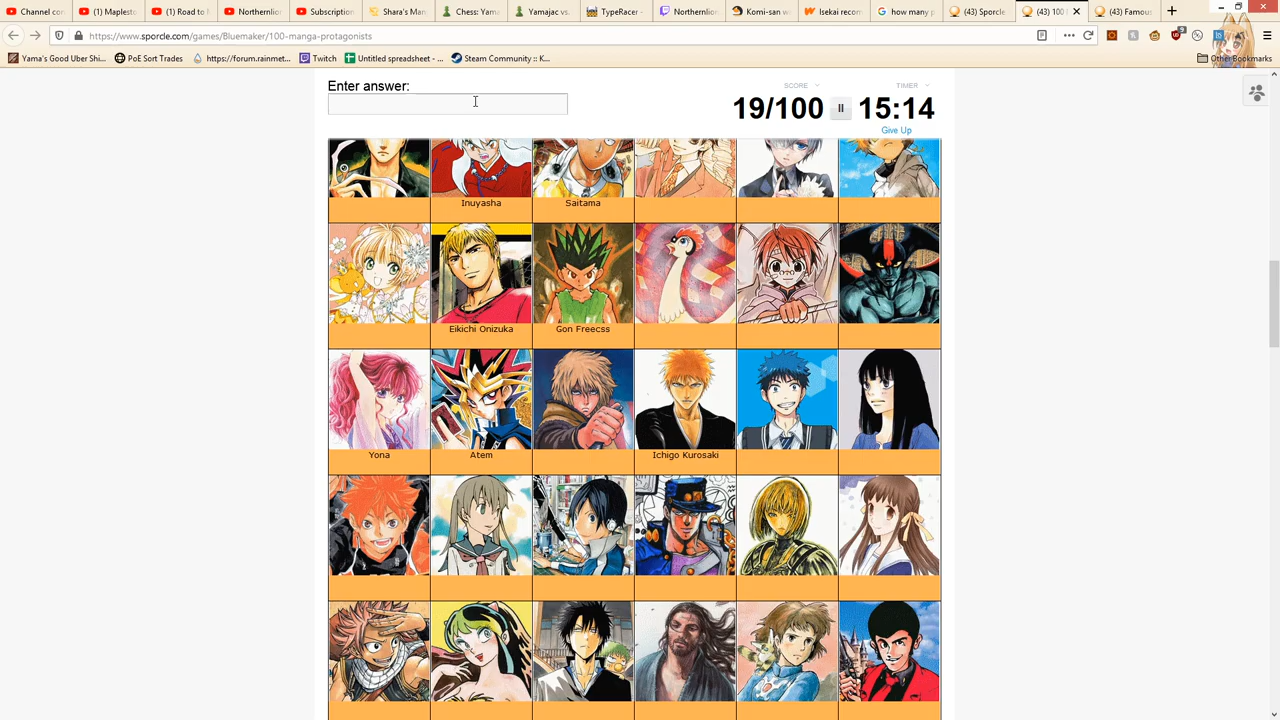 Channel con
(1) Maplesto
(1) Road to
Northernlion
Subscription
Shara's Man
Chess: Yama
Yamajac vs.
TypeRacer -
Northernlion
Komi-san w
Isekai recom
how many p
(43) Sporcle
(43) 100
(43) Famous
https://www.sporcle.com/games/Bluemaker/100-manga-protagonists
Yama's Good Uber Shi...
PoE Sort Trades
https://forum.rainmet...
Twitch
Untitled spreadsheet - ...
Steam Community :: K...
Other Bookmarks
Enter answer:
SCORE
TIMER
19/100
15:14
Give Up
Inuyasha
Saitama
Eikichi Onizuka
Gon Freecss
Yona
Atem
Ichigo Kurosaki